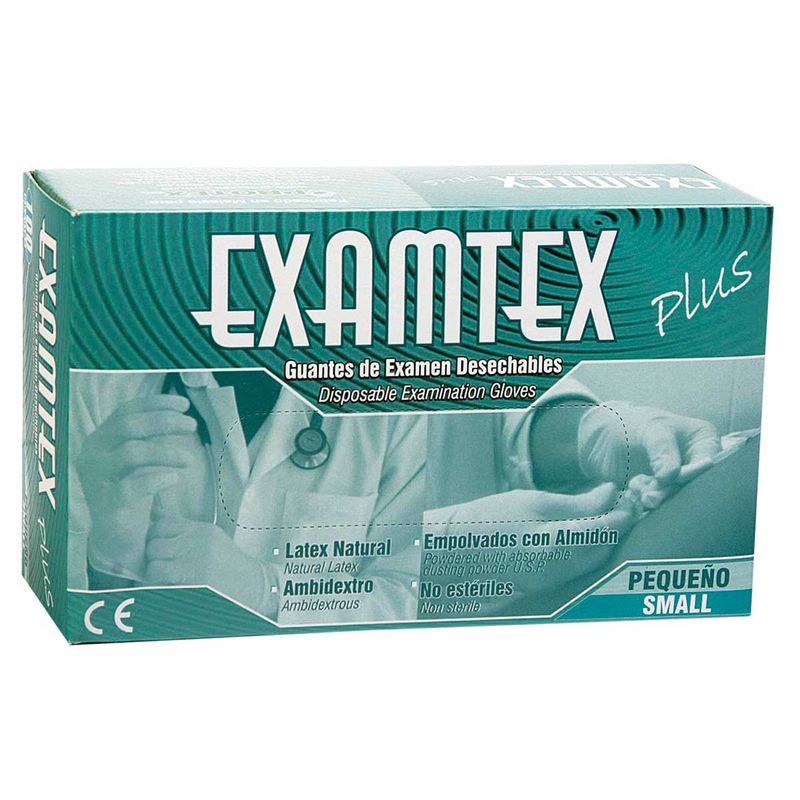 EXAMTEX
plus
EXAMTEX
plus
Guantes de Examen Desechables
Disposable Examination Gloves
Latex Natural
Natural Latex
Ambidextro
Ambidextrous
Empolvados con Almidón
Powdered with absorbable
dusting powder U.S.P.
No estériles
Non sterile
PEQUEÑO
SMALL
100
EXAMTEX
plus
CE